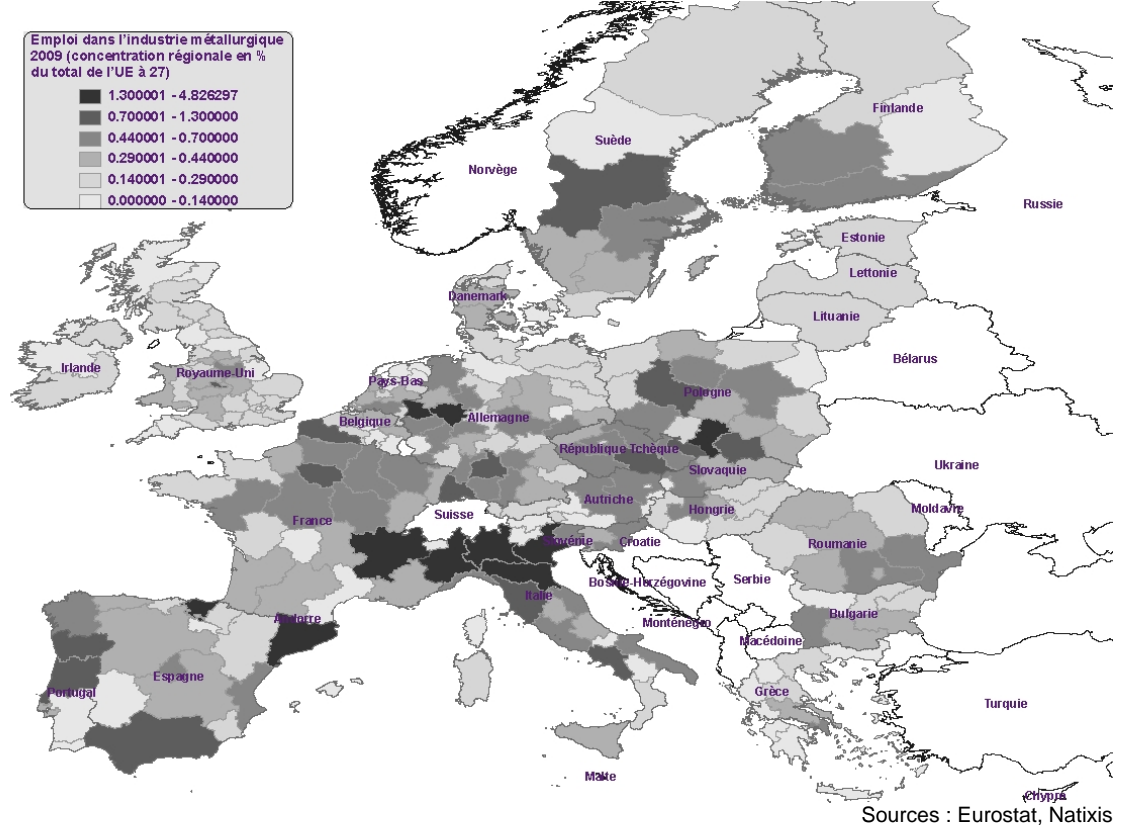 Emploi dans l'industrie métallurgique
2009 (concentration régionale en %
du total de l'UE à 27)
1.300001 - 4.826297
0.700001 - 1.300000
0.440001 - 0.700000
0.290001 - 0.440000
0.140001 - 0.290000
0.000000 - 0.140000
Finlande
Suède
Norvège
Russie
Estonie
Lettonie
Danemark
Lituanie
Bélarus
Irlande
Royaume-Uni
Pays-Bas
Pologne
Belgique
Allemagne
République Tchèque
Ukraine
Slovaquie
Autriche
Hongrie
Moldavre
Suisse
France
Slovénie
Croatie
Roumanie
Bosnie-Herzégovine
Serbie
Italie
Andorre
Monténégro
Bulgarie
Macédoine
Espagne
Portugal
Grèce
Turquie
Malte
Chypre
Sources : Eurostat, Natixis